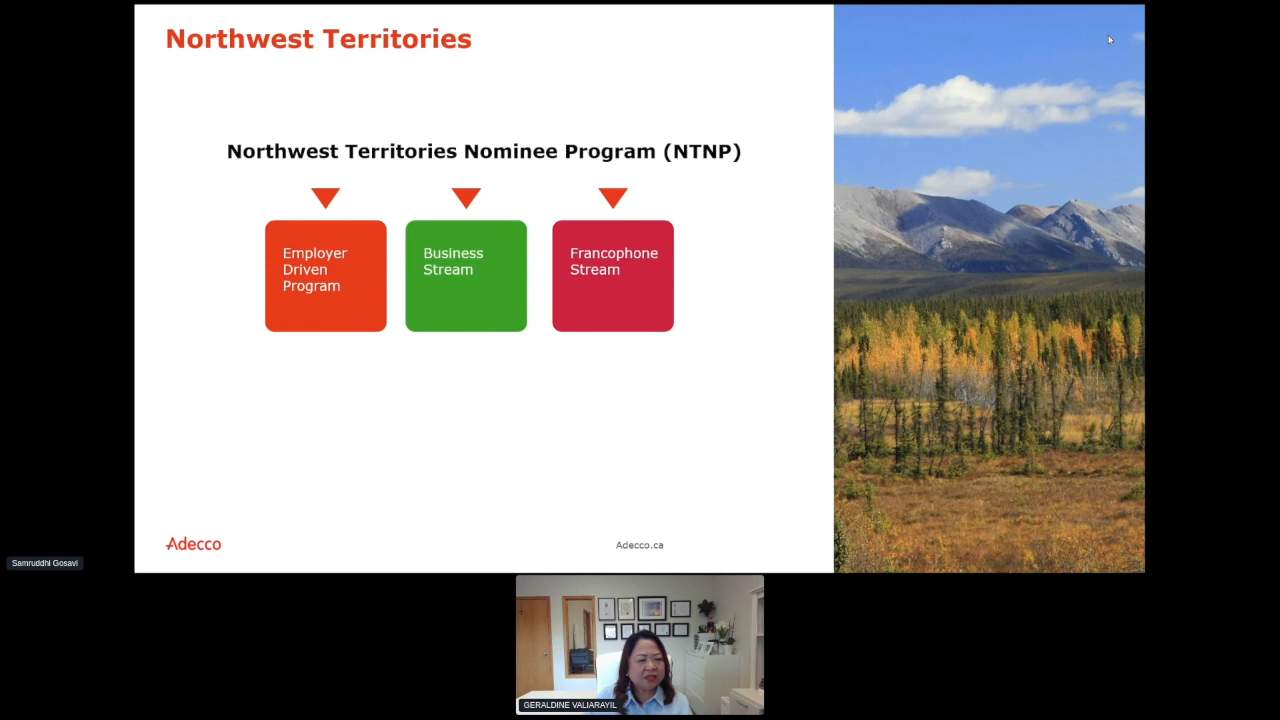 Northwest Territories
Northwest Territories Nominee Program (NTNP)
Employer
Driven
Program
Business
Stream
Francophone
Stream
Adecco
Adecco.ca
Samruddhi Gosavi
GERALDINE VALIARAYIL